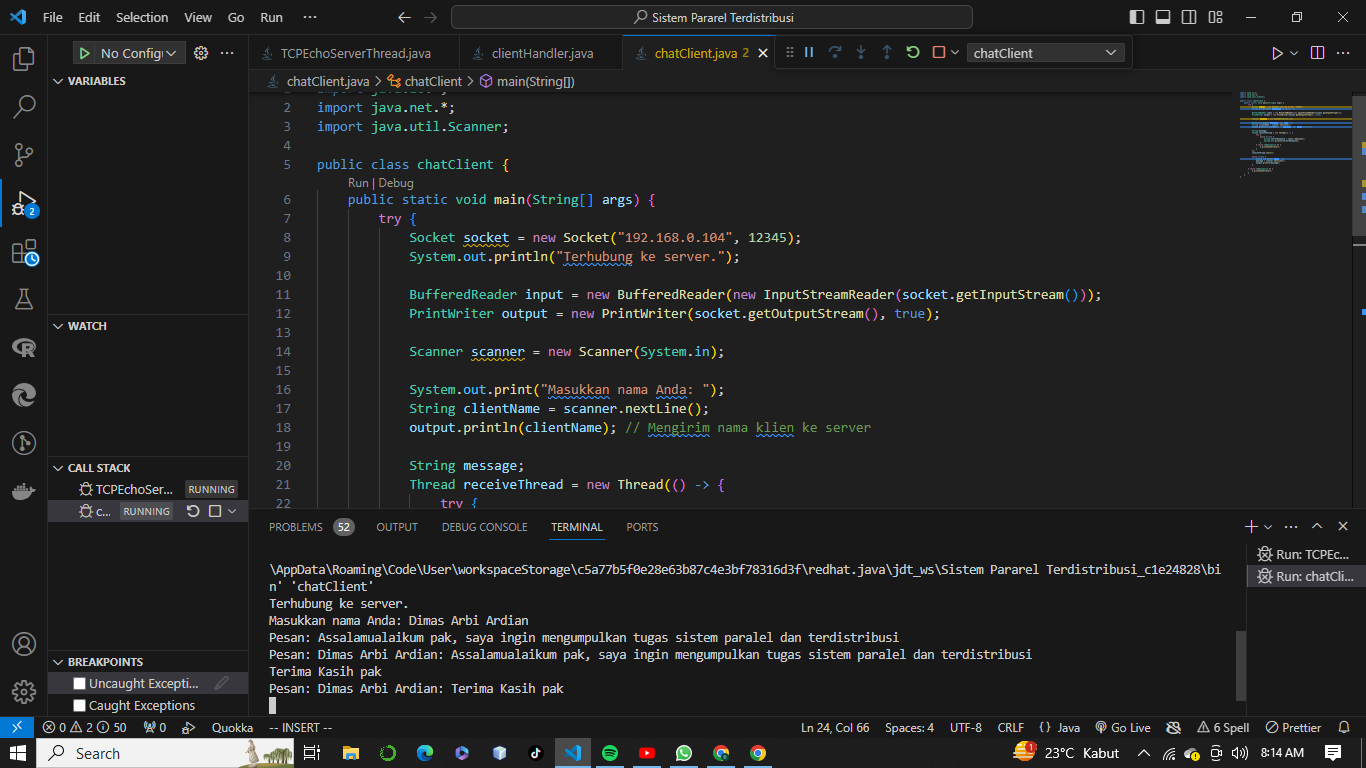 File Edit Selection View Go Run ··· Sistem Pararel Terdistribusi
No Config
TCPEchoServerThread.java clientHandler.java chatClient.java 2 chatClient
VARIABLES
chatClient.java > chatClient > main(String[])
2 import java.net.*;
3 import java.util.Scanner;
4
5 public class chatClient {
Run | Debug
6 public static void main(String[] args) {
7 try {
8 Socket socket = new Socket("192.168.0.104", 12345);
9 System.out.println("Terhubung ke server.");
10
11 BufferedReader input = new BufferedReader(new InputStreamReader(socket.getInputStream()));
12 PrintWriter output = new PrintWriter(socket.getOutputStream(), true);
13
14 Scanner scanner = new Scanner(System.in);
15
16 System.out.print("Masukkan nama Anda: ");
17 String clientName = scanner.nextLine();
18 output.println(clientName); // Mengirim nama klien ke server
19
20 String message;
21 Thread receiveThread = new Thread(() -> {
22 try {
WATCH
CALL STACK
TCPEchoSer... RUNNING
c... RUNNING
BREAKPOINTS
Uncaught Excepti...
Caught Exceptions
2
PROBLEMS 52 OUTPUT DEBUG CONSOLE TERMINAL PORTS
Run: TCPEc...
Run: chatCli...
\AppData\Roaming\Code\User\workspaceStorage\c5a77b5f0e28e63b87c4e3bf78316d3f\redhat.java\jdt_ws\Sistem Pararel Terdistribusi_c1e24828\bi
n' 'chatClient'
Terhubung ke server.
Masukkan nama Anda: Dimas Arbi Ardian
Pesan: Assalamualaikum pak, saya ingin mengumpulkan tugas sistem paralel dan terdistribusi
Pesan: Dimas Arbi Ardian: Assalamualaikum pak, saya ingin mengumpulkan tugas sistem paralel dan terdistribusi
Terima Kasih pak
Pesan: Dimas Arbi Ardian: Terima Kasih pak
0 2 50 0 Quokka -- INSERT -- Ln 24, Col 66 Spaces: 4 UTF-8 CRLF {} Java Go Live 6 Spell Prettier
Search 1 23°C Kabut 8:14 AM